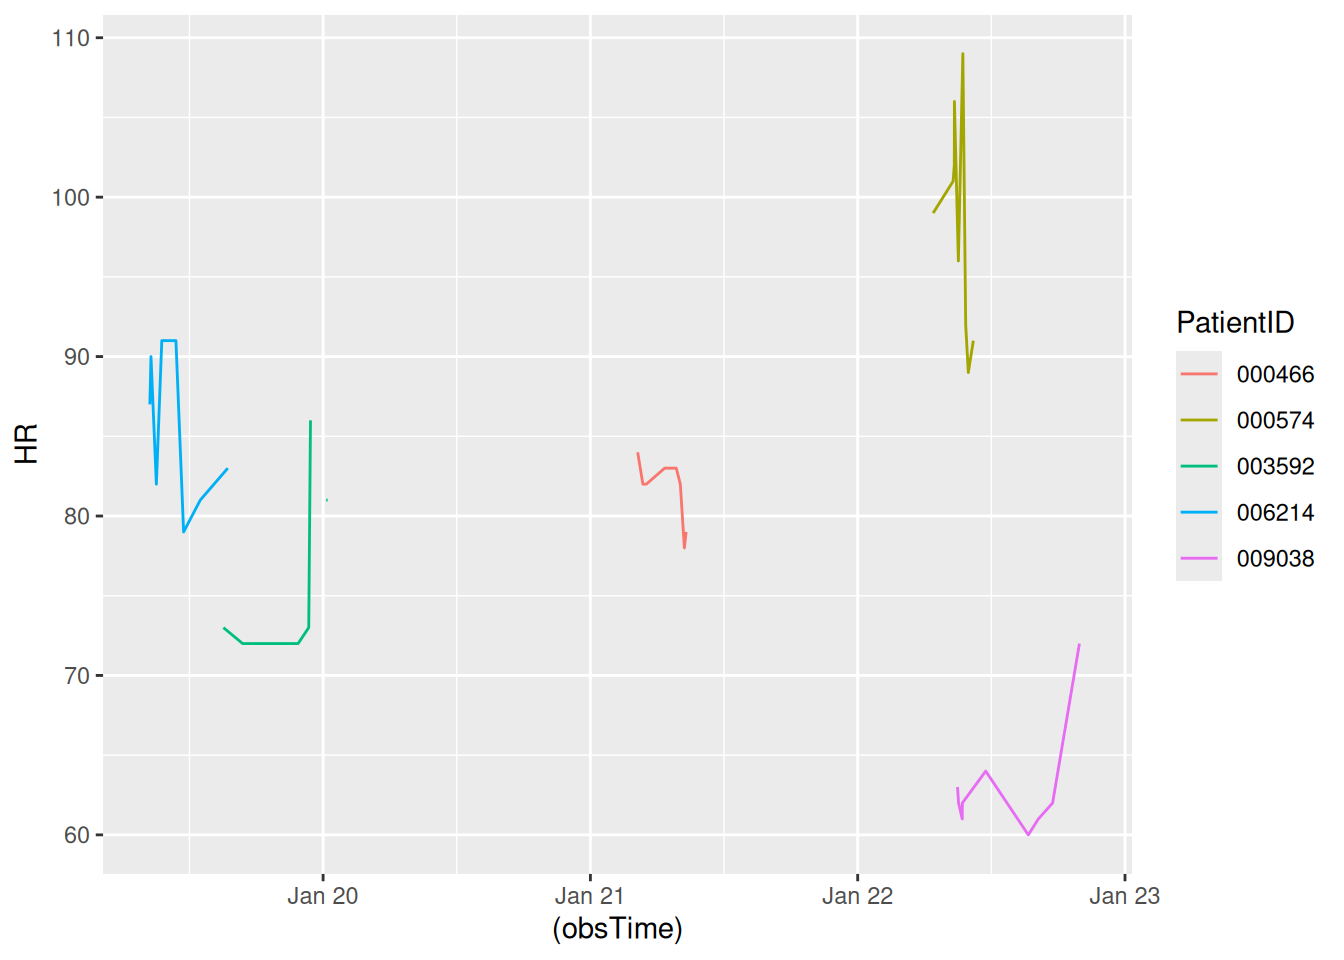 110
100
90
80
70
60
HR
Jan 20
Jan 21
Jan 22
Jan 23
(obsTime)
PatientID
000466
000574
003592
006214
009038